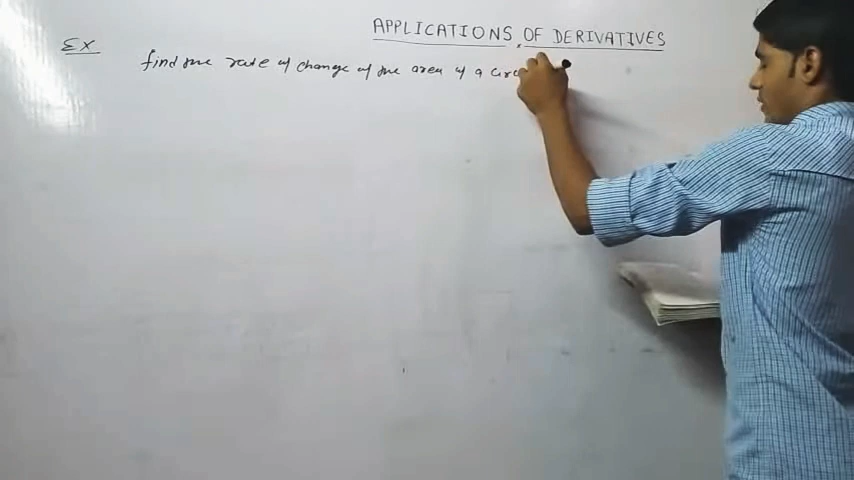 APPLICATIONS OF DERIVATIVES
EX
find the rate of change of the area of a circ